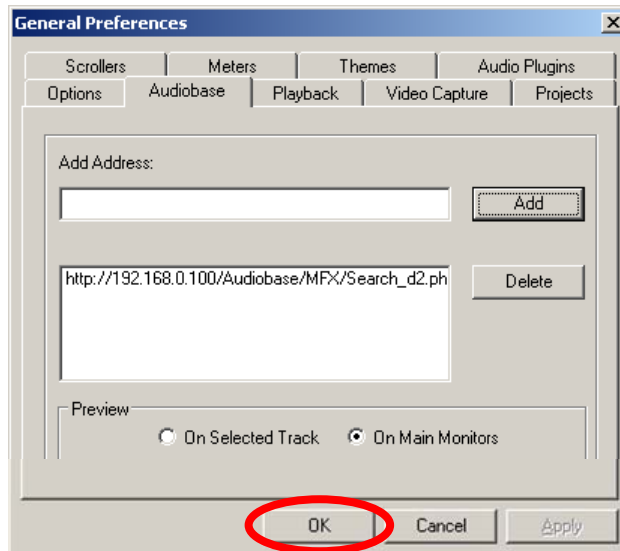 General Preferences
Scrollers Meters Themes Audio Plugins
Options Audiobase Playback Video Capture Projects
Add Address:
Add
http://192.168.0.100/Audiobase/MFX/Search_d2.ph
Delete
Preview
On Selected Track On Main Monitors
OK Cancel Apply